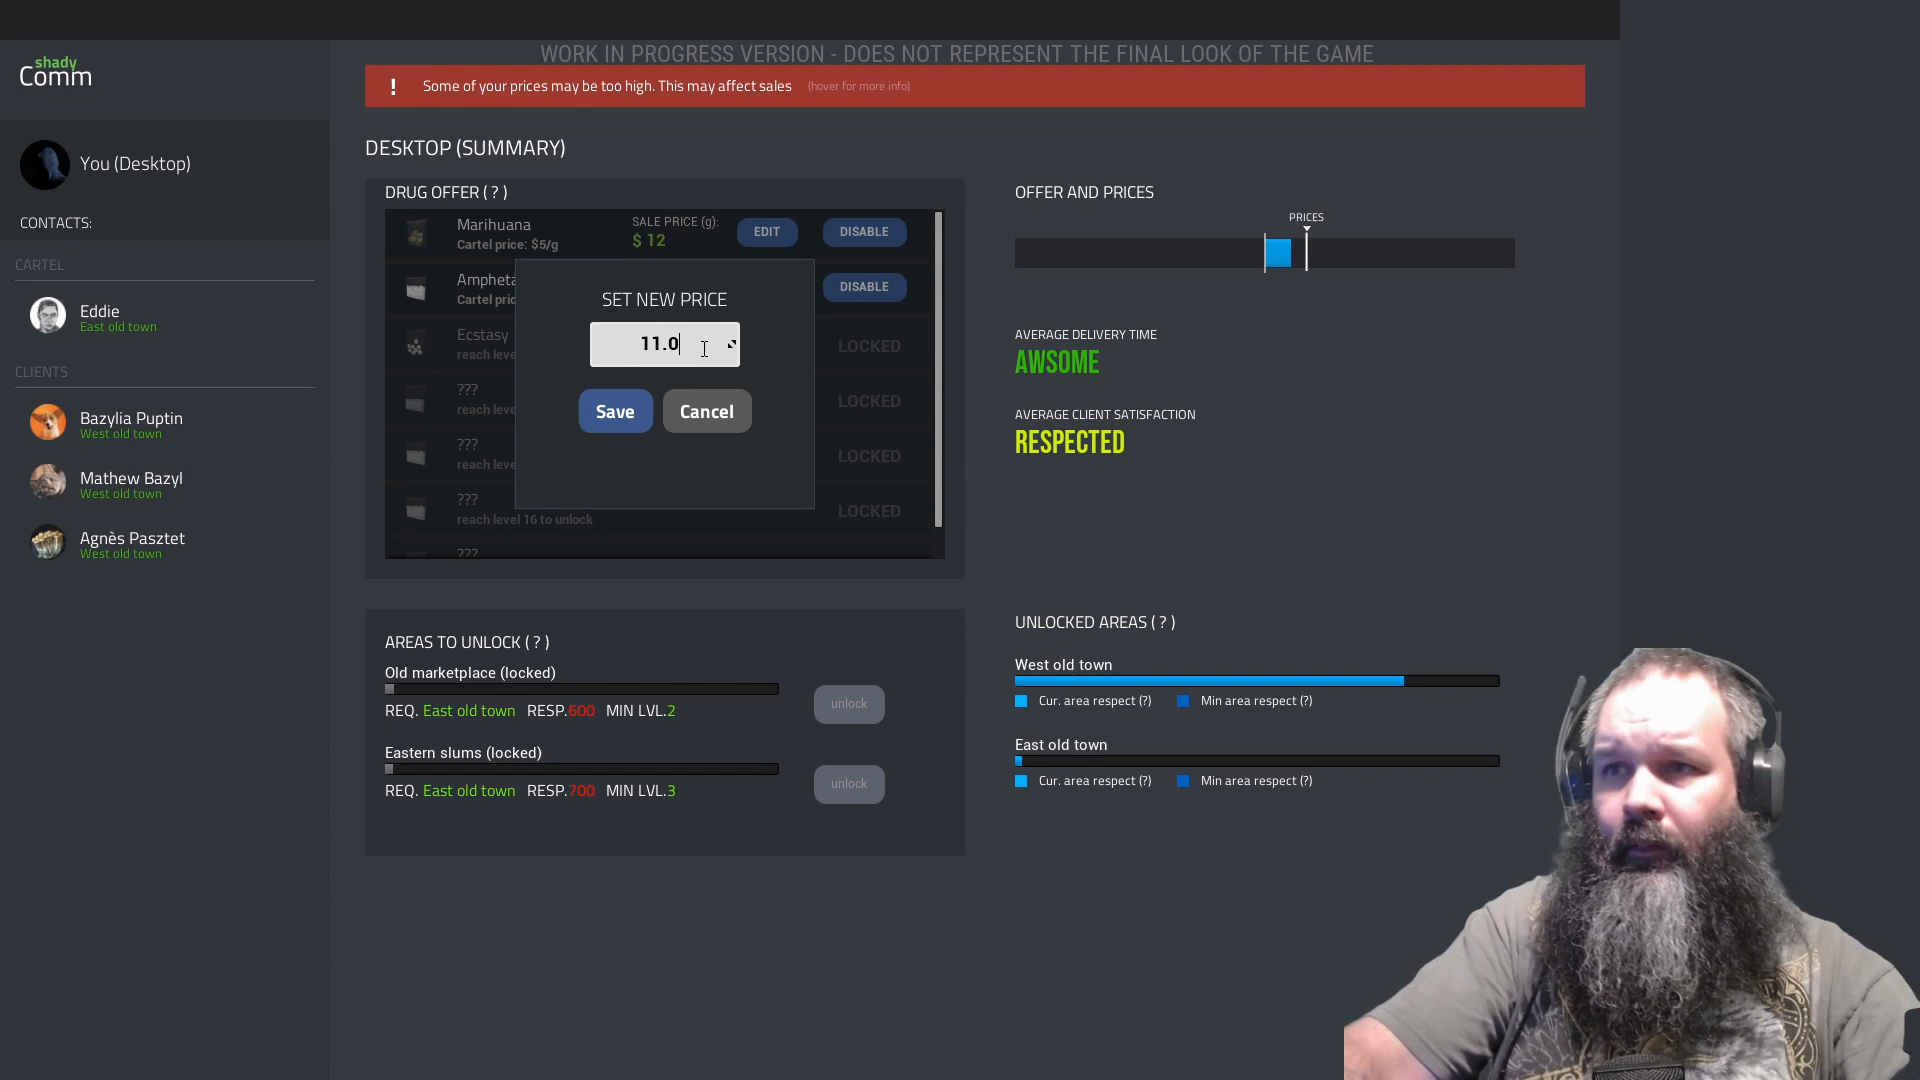 WORK IN PROGRESS VERSION - DOES NOT REPRESENT THE FINAL LOOK OF THE GAME
shady
Comm
! Some of your prices may be too high. This may affect sales (hover for more info)
You (Desktop)
CONTACTS:
CARTEL
Eddie
East old town
CLIENTS
Bazylia Puptin
West old town
Mathew Bazyl
West old town
Agnès Pasztet
West old town
DESKTOP (SUMMARY)
DRUG OFFER ( ? )
Marihuana
Cartel price: $5/g
SALE PRICE (g):
$ 12
EDIT
DISABLE
Ampheta
Cartel pric
DISABLE
Ecstasy
reach leve
LOCKED
???
reach leve
LOCKED
???
reach leve
LOCKED
???
reach level 16 to unlock
LOCKED
???
SET NEW PRICE
11.0
Save
Cancel
OFFER AND PRICES
PRICES
AVERAGE DELIVERY TIME
AWSOME
AVERAGE CLIENT SATISFACTION
RESPECTED
AREAS TO UNLOCK ( ? )
Old marketplace (locked)
REQ. East old town RESP.600 MIN LVL.2
unlock
Eastern slums (locked)
REQ. East old town RESP.700 MIN LVL.3
unlock
UNLOCKED AREAS ( ? )
West old town
Cur. area respect (?) Min area respect (?)
East old town
Cur. area respect (?) Min area respect (?)